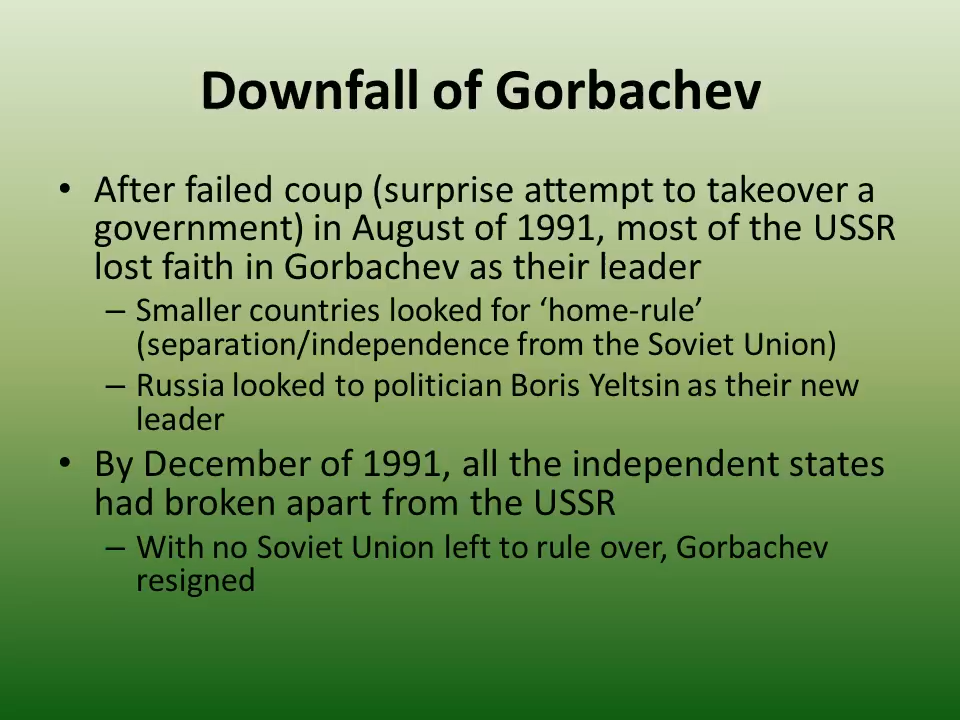 Downfall of Gorbachev
• After failed coup (surprise attempt to takeover a
government) in August of 1991, most of the USSR
lost faith in Gorbachev as their leader
– Smaller countries looked for ‘home-rule’
(separation/independence from the Soviet Union)
– Russia looked to politician Boris Yeltsin as their new
leader
• By December of 1991, all the independent states
had broken apart from the USSR
– With no Soviet Union left to rule over, Gorbachev
resigned